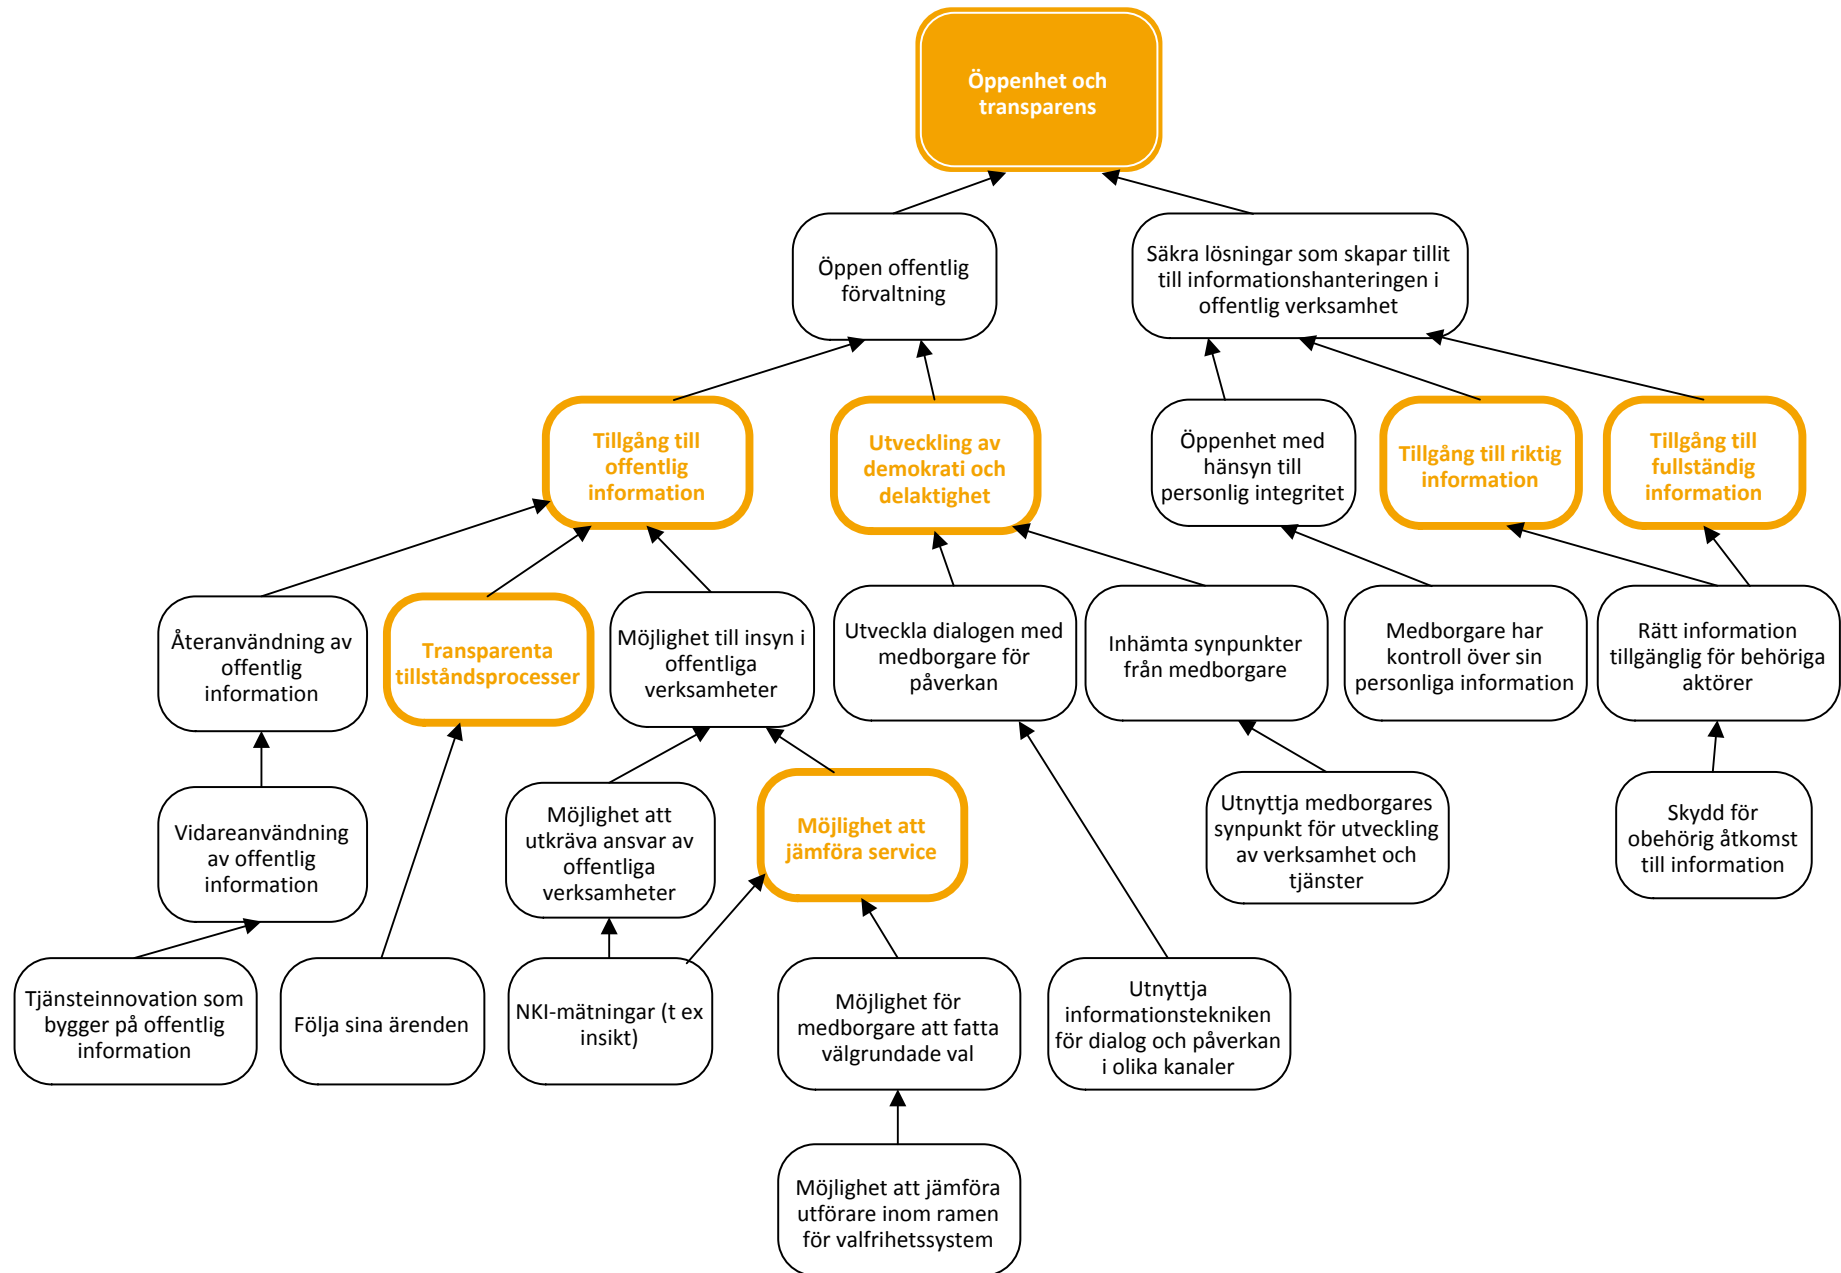 Öppenhet och
transparens
Öppen offentlig
förvaltning
Säkra lösningar som skapar tillit
till informationshanteringen i
offentlig verksamhet
Tillgång till
offentlig
information
Utveckling av
demokrati och
delaktighet
Öppenhet med
hänsyn till
personlig integritet
Tillgång till riktig
information
Tillgång till
fullständig
information
Återanvändning av
offentlig
information
Transparenta
tillståndsprocesser
Möjlighet till insyn i
offentliga
verksamheter
Utveckla dialogen med
medborgare för
påverkan
Inhämta synpunkter
från medborgare
Medborgare har
kontroll över sin
personliga information
Rätt information
tillgänglig för behöriga
aktörer
Vidareanvändning
av offentlig
information
Möjlighet att
utkräva ansvar av
offentliga
verksamheter
Möjlighet att
jämföra service
Utnyttja medborgares
synpunkt för utveckling
av verksamhet och
tjänster
Skydd för
obehörig åtkomst
till information
Tjänsteinnovation som
bygger på offentlig
information
Följa sina ärenden
NKI-mätningar (t ex
insikt)
Möjlighet för
medborgare att fatta
välgrundade val
Utnyttja
informationstekniken
för dialog och påverkan
i olika kanaler
Möjlighet att jämföra
utförare inom ramen
för valfrihetssystem